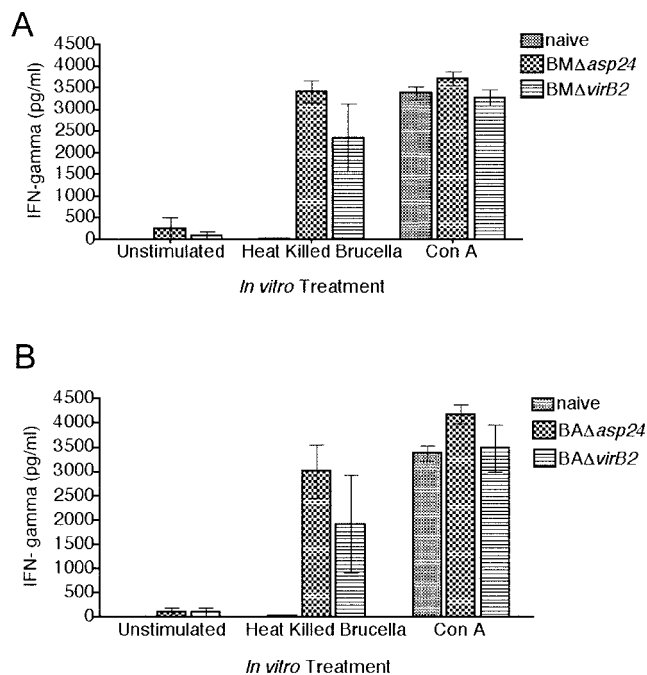 A
4500
4000
3500
3000
2500
2000
1500
1000
500
0
IFN-gamma (pg/ml)
Unstimulated Heat Killed Brucella Con A
In vitro Treatment
naive
BMΔasp24
BMΔvirB2
B
4500
4000
3500
3000
2500
2000
1500
1000
500
0
IFN- gamma (pg/ml)
Unstimulated Heat Killed Brucella Con A
In vitro Treatment
naive
BAΔasp24
BAΔvirB2